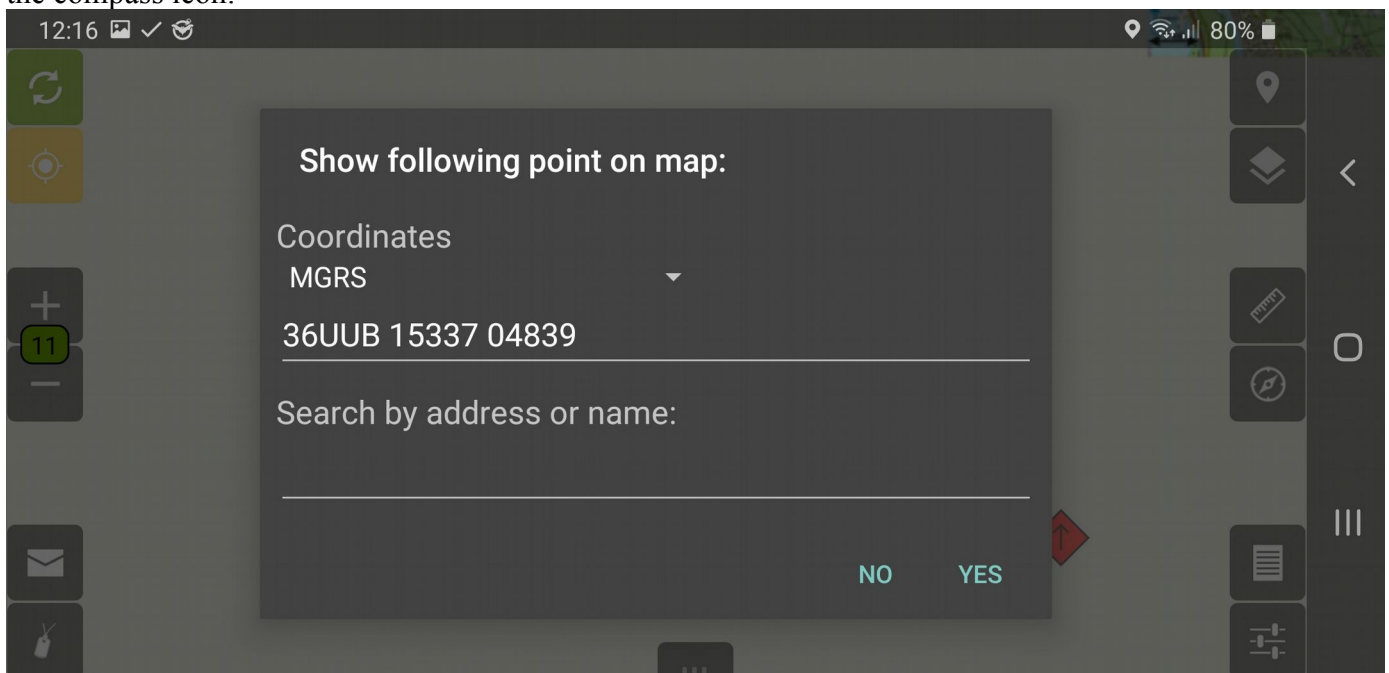 the compass icon.
12:16 80%
Show following point on map:
Coordinates
MGRS
36UUB 15337 04839
11
Search by address or name:
NO YES